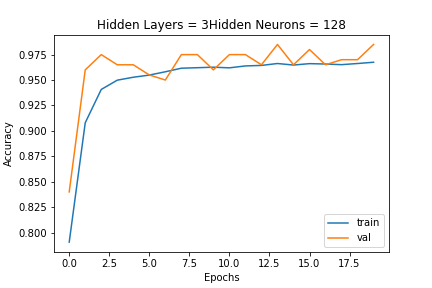 Hidden Layers = 3Hidden Neurons = 128
0.975
0.950
0.925
0.900
0.875
0.850
0.825
0.800
Accuracy
train
val
0.0 2.5 5.0 7.5 10.0 12.5 15.0 17.5
Epochs